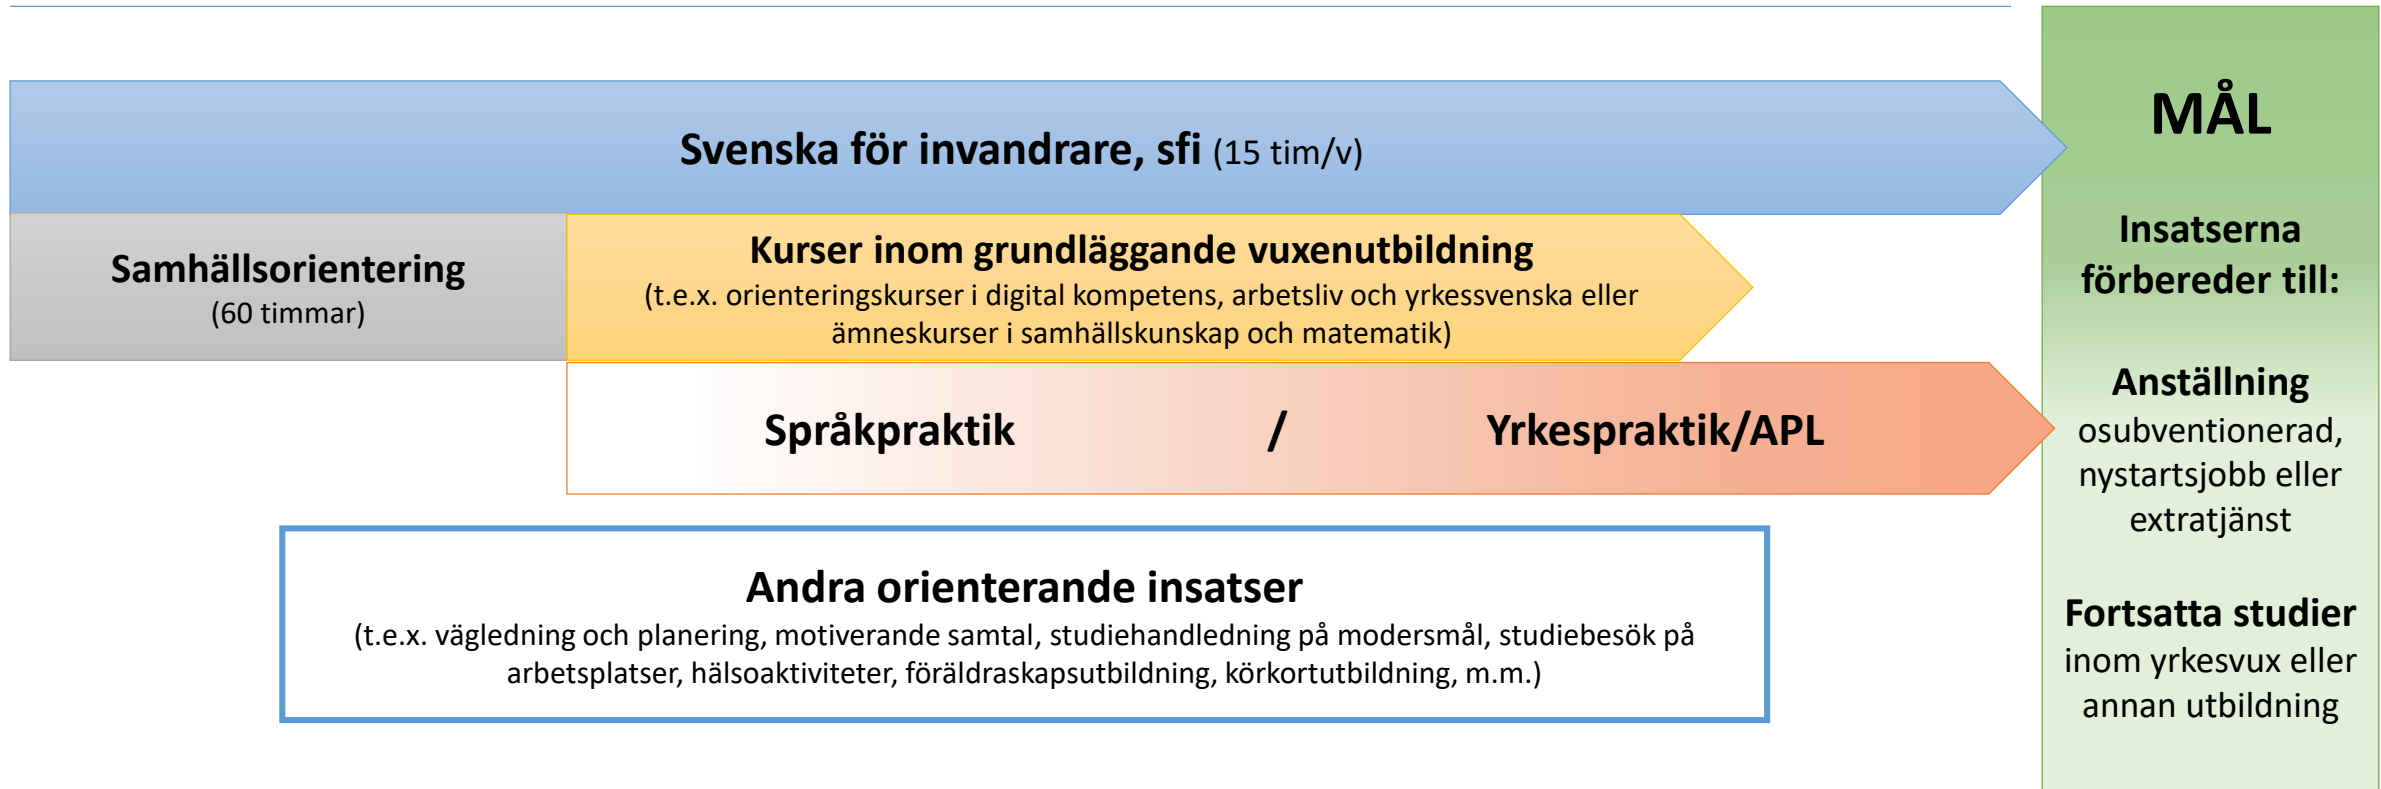 Svenska för invandrare, sfi (15 tim/v)
Samhällsorientering
(60 timmar)
Kurser inom grundläggande vuxenutbildning
(t.e.x. orienteringskurser i digital kompetens, arbetsliv och yrkessvenska eller
ämneskurser i samhällskunskap och matematik)
Språkpraktik / Yrkespraktik/APL
Andra orienterande insatser
(t.e.x. vägledning och planering, motiverande samtal, studiehandledning på modersmål, studiebesök på
arbetsplatser, hälsoaktiviteter, föräldraskapsutbildning, körkortutbildning, m.m.)
MÅL
Insatserna
förbereder till:
Anställning
osubventionerad,
nystartsjobb eller
extratjänst
Fortsatta studier
inom yrkesvux eller
annan utbildning